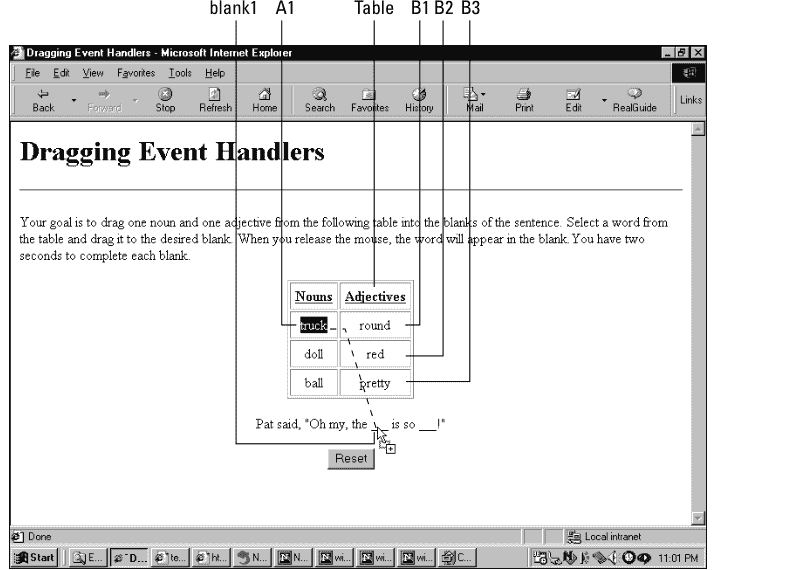 blank1 A1 Table B1 B2 B3
Dragging Event Handlers - Microsoft Internet Explorer
File Edit View Favorites Tools Help
Back Forward Stop Refresh Home Search Favorites History Mail Print Edit RealGuide Links
Dragging Event Handlers
Your goal is to drag one noun and one adjective from the following table into the blanks of the sentence. Select a word from
the table and drag it to the desired blank. When you release the mouse, the word will appear in the blank. You have two
seconds to complete each blank.
Nouns Adjectives
truck round
doll red
ball pretty
Pat said, "Oh my, the ___ is so ___!"
Reset
Done Local intranet
Start E... D... te... ht... N... N... wi... wi... wi... C... 11:01 PM